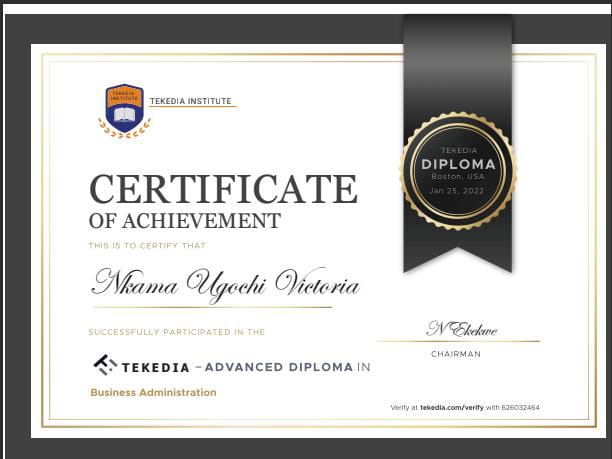 TEKEDIA
INSTITUTE
TEKEDIA INSTITUTE
TEKEDIA
DIPLOMA
Boston, USA
Jan 25, 2022
CERTIFICATE
OF ACHIEVEMENT
THIS IS TO CERTIFY THAT
Nkama Ugochi Victoria
SUCCESSFULLY PARTICIPATED IN THE
TEKEDIA – ADVANCED DIPLOMA IN
Business Administration
N Ekekwe
CHAIRMAN
Verify at tekedia.com/verify with 626032464